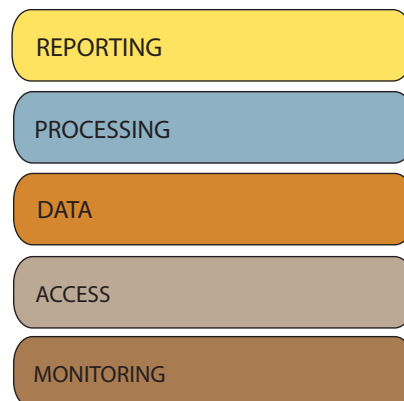 REPORTING
PROCESSING
DATA
ACCESS
MONITORING